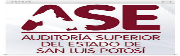 ASE
AUDITORÍA SUPERIOR
DEL ESTADO DE
SAN LUIS POTOSÍ